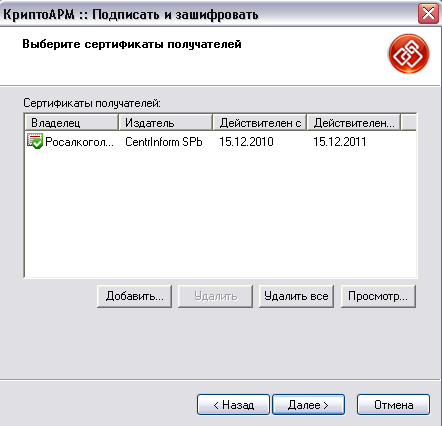 КриптоАРМ :: Подписать и зашифровать
Выберите сертификаты получателей
Сертификаты получателей:
Владелец Издатель Действителен с Действителен...
Росалкогол... CentrInform SPb 15.12.2010 15.12.2011
Добавить... Удалить Удалить все Просмотр...
< Назад Далее > Отмена